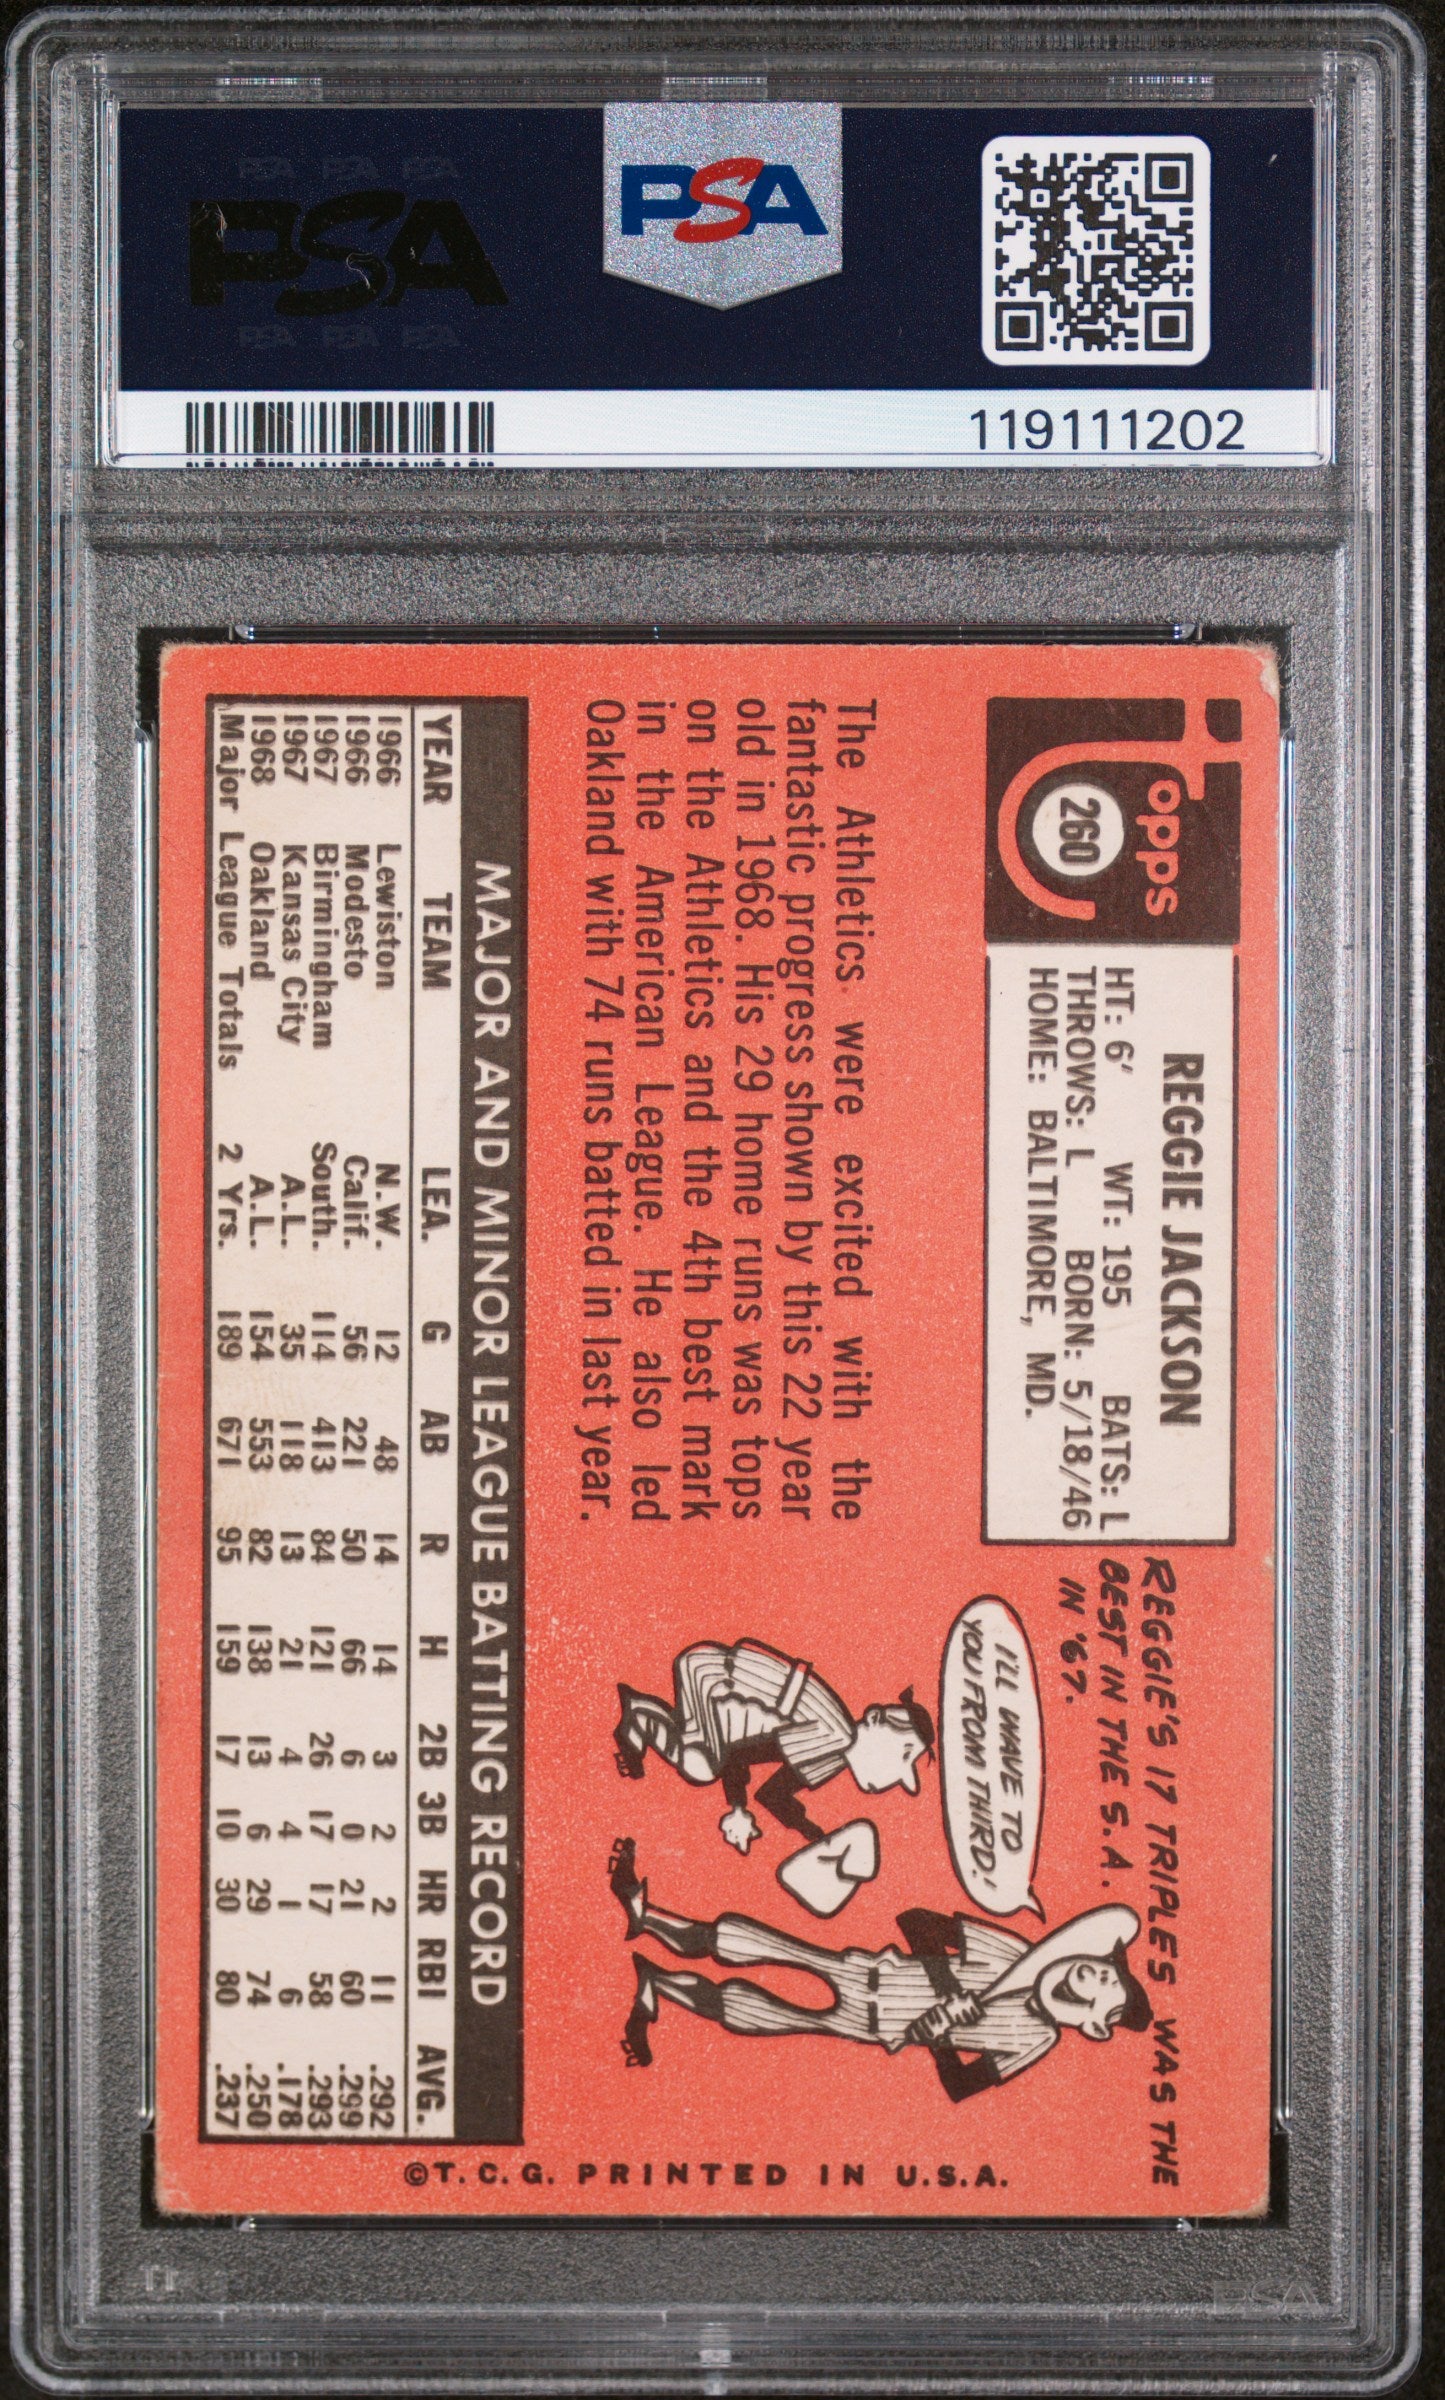 PSA PSA PSA
PSA
PSA PSA PSA
PSA
119111202
Topps
260
REGGIE JACKSON
HT: 6' WT: 195 BATS: L
THROWS: L BORN: 5/18/46
HOME: BALTIMORE, MD.
REGGIE'S 17 TRIPLES WAS THE
BEST IN THE S.A.
IN '67.
I'LL WAVE TO
YOU FROM THIRD!
The Athletics were excited with the
fantastic progress shown by this 22 year
old in 1968. His 29 home runs was tops
on the Athletics and the 4th best mark
in the American League. He also led
Oakland with 74 runs batted in last year.
MAJOR AND MINOR LEAGUE BATTING RECORD
YEAR TEAM LEA. G AB R H 2B 3B HR RBI AVG.
1966 Lewiston N.W. 12 48 14 14 3 2 2 11 .292
1966 Modesto Calif. 56 221 50 66 6 0 21 60 .299
1967 Birmingham South. 114 413 84 121 26 17 17 58 .293
1967 Kansas City A.L. 35 118 13 21 4 4 1 6 .178
1968 Oakland A.L. 154 553 82 138 13 6 29 74 .250
Major League Totals 2 Yrs. 189 671 95 159 17 10 30 80 .237
©T.C.G. PRINTED IN U.S.A.
PSA